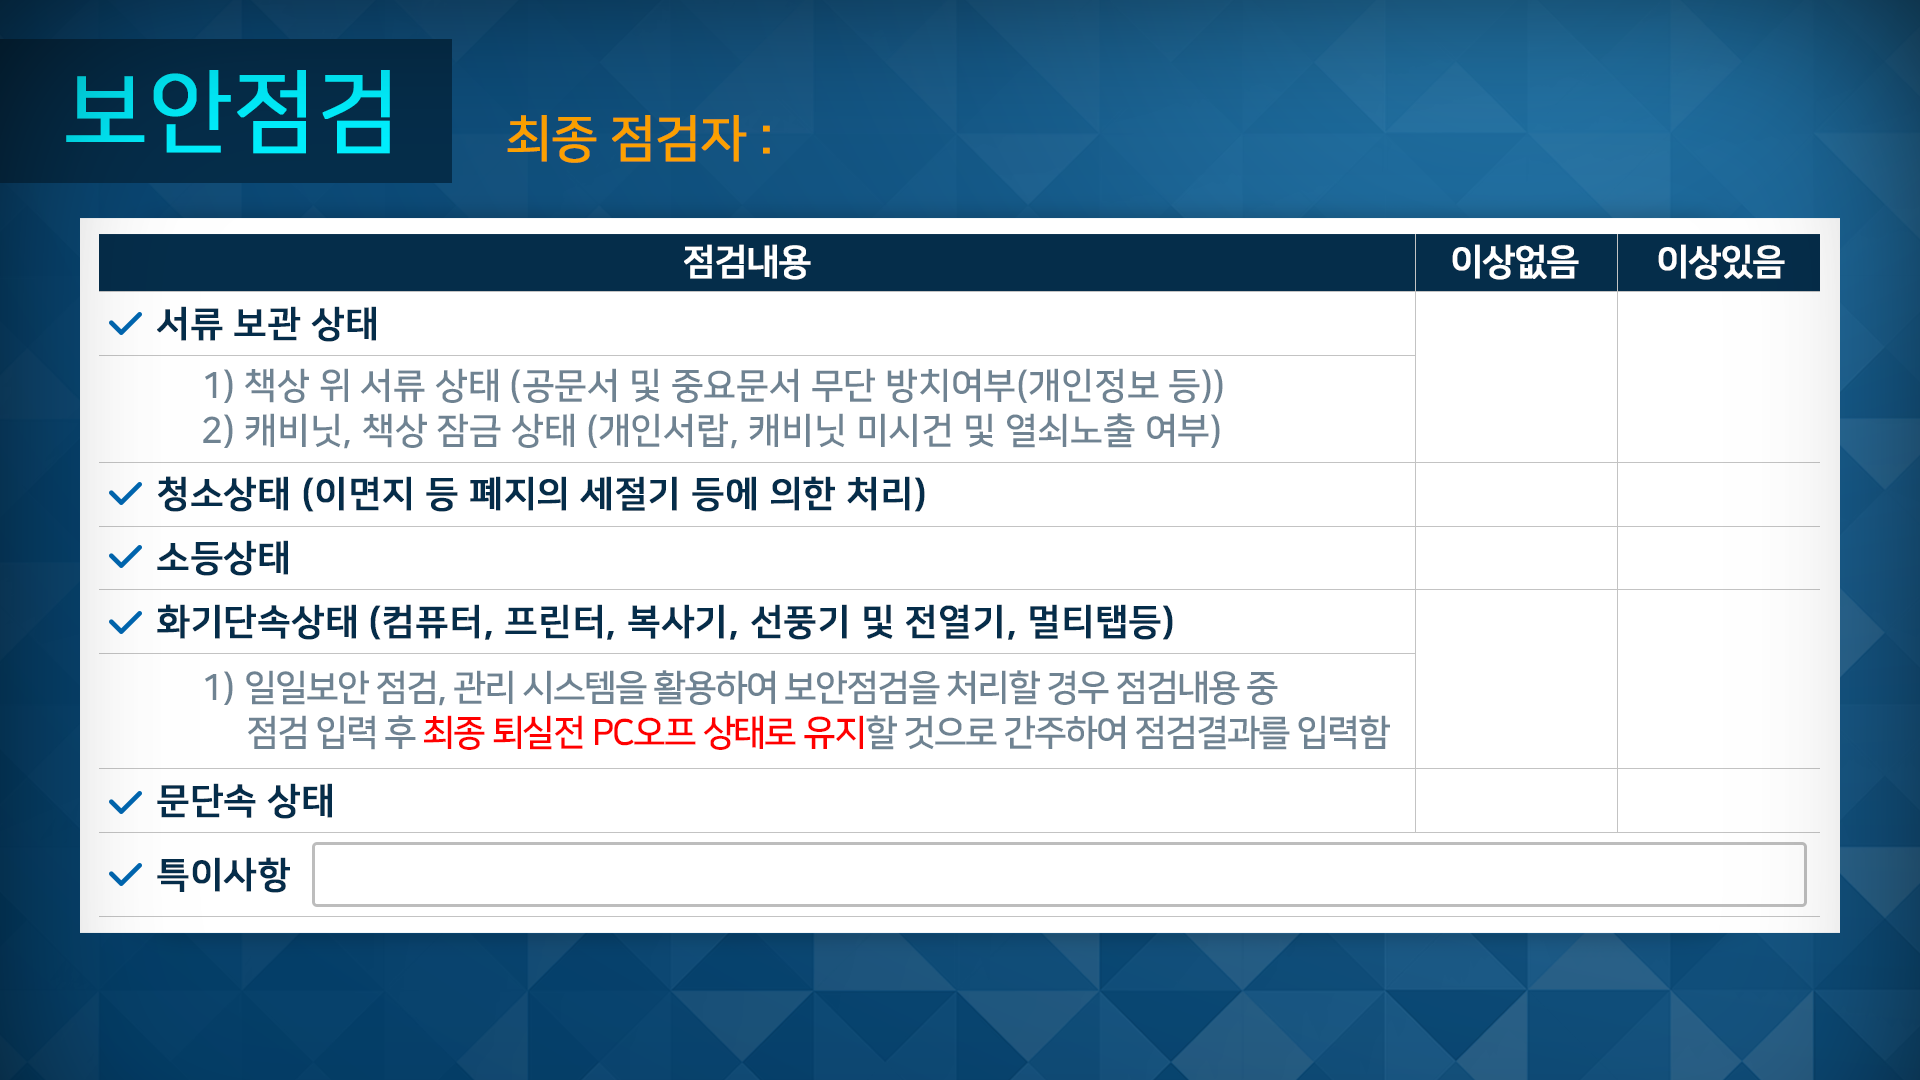 보안점검
최종 점검자 :
점검내용 이상없음 이상있음
서류 보관 상태
1) 책상 위 서류 상태 (공문서 및 중요문서 무단 방치여부(개인정보 등))
2) 캐비닛, 책상 잠금 상태 (개인서랍, 캐비닛 미시건 및 열쇠노출 여부)
청소상태 (이면지 등 폐지의 세절기 등에 의한 처리)
소등상태
화기단속상태 (컴퓨터, 프린터, 복사기, 선풍기 및 전열기, 멀티탭등)
1) 일일보안 점검, 관리 시스템을 활용하여 보안점검을 처리할 경우 점검내용 중
점검 입력 후 최종 퇴실전 PC오프 상태로 유지할 것으로 간주하여 점검결과를 입력함
문단속 상태
특이사항